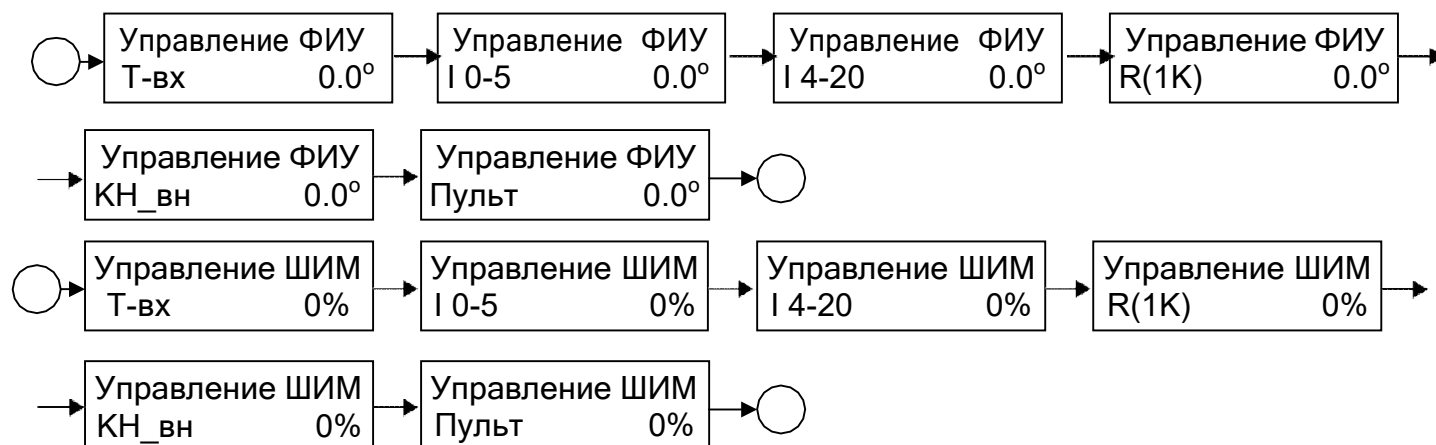 Управление ФИУ
Т-вх 0.0º
Управление ФИУ
I 0-5 0.0º
Управление ФИУ
I 4-20 0.0º
Управление ФИУ
R(1K) 0.0º
Управление ФИУ
КН_вн 0.0º
Управление ФИУ
Пульт 0.0º
Управление ШИМ
Т-вх 0%
Управление ШИМ
I 0-5 0%
Управление ШИМ
I 4-20 0%
Управление ШИМ
R(1K) 0%
Управление ШИМ
КН_вн 0%
Управление ШИМ
Пульт 0%